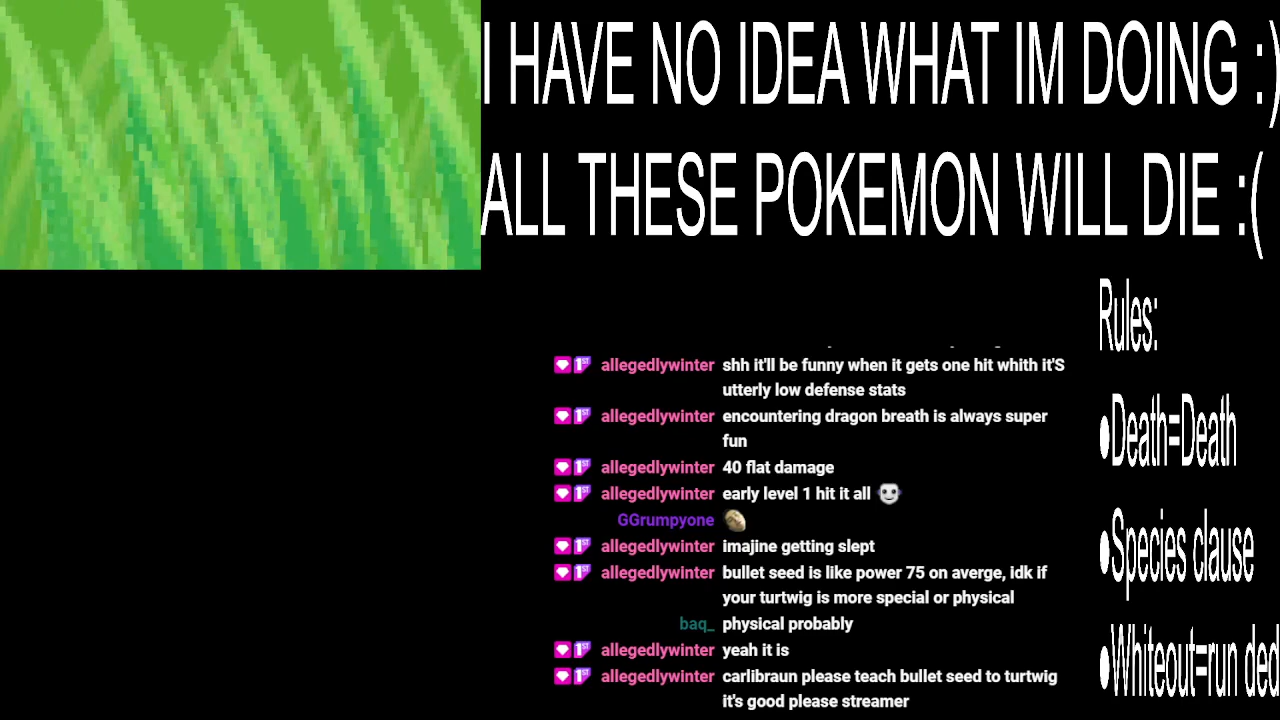 I HAVE NO IDEA WHAT IM DOING :)
ALL THESE POKEMON WILL DIE :(
Rules:
•Death=Death
•Species clause
•Whiteout=run ded
allegedlywinter shh it'll be funny when it gets one hit whith it'S
utterly low defense stats
allegedlywinter encountering dragon breath is always super
fun
allegedlywinter 40 flat damage
allegedlywinter early level 1 hit it all
GGrumpyone
allegedlywinter imajine getting slept
allegedlywinter bullet seed is like power 75 on averge, idk if
your turtwig is more special or physical
baq_ physical probably
allegedlywinter yeah it is
allegedlywinter carlibraun please teach bullet seed to turtwig
it's good please streamer